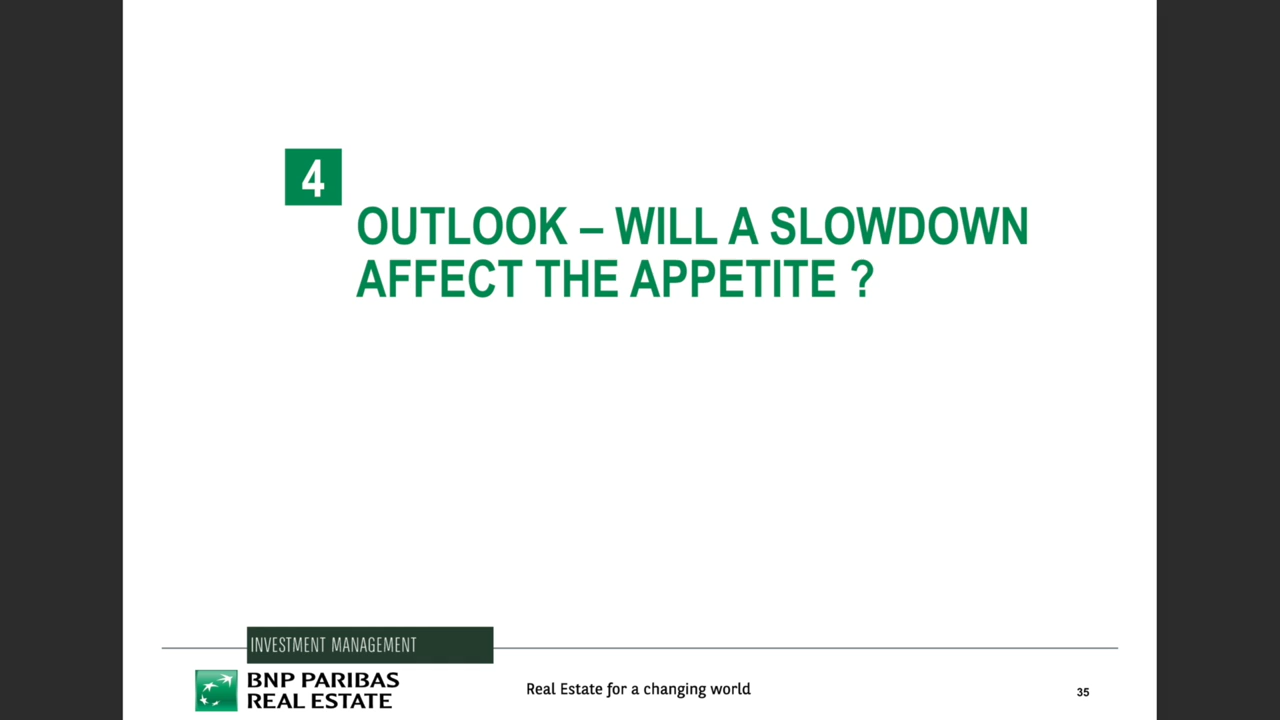 4
OUTLOOK – WILL A SLOWDOWN
AFFECT THE APPETITE ?
INVESTMENT MANAGEMENT
BNP PARIBAS
REAL ESTATE
Real Estate for a changing world
35